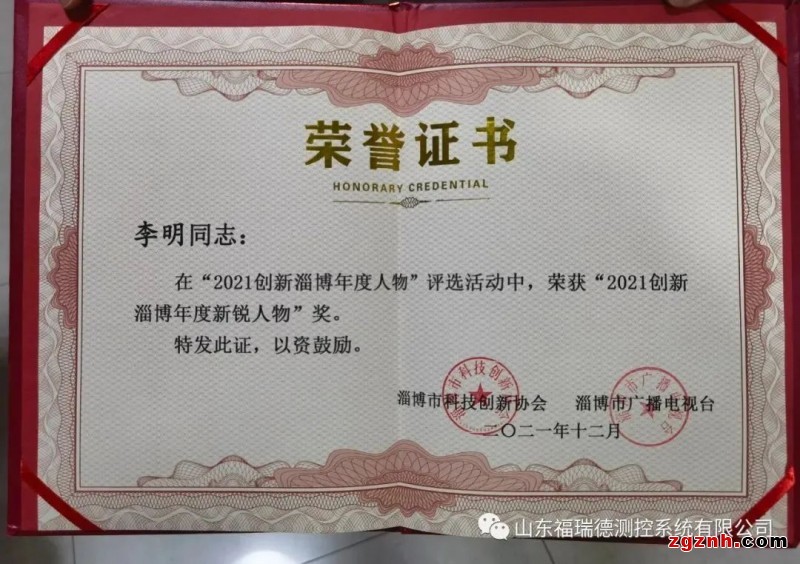 荣誉证书
HONORARY CREDENTIAL
李明同志：
在“2021创新淄博年度人物”评选活动中，荣获“2021创新
淄博年度新锐人物”奖。
特发此证，以资鼓励。
淄博市科技创新协会 淄博市广播电视台
二〇二一年十二月
山东福瑞德测控系统有限公司
zgznh.com